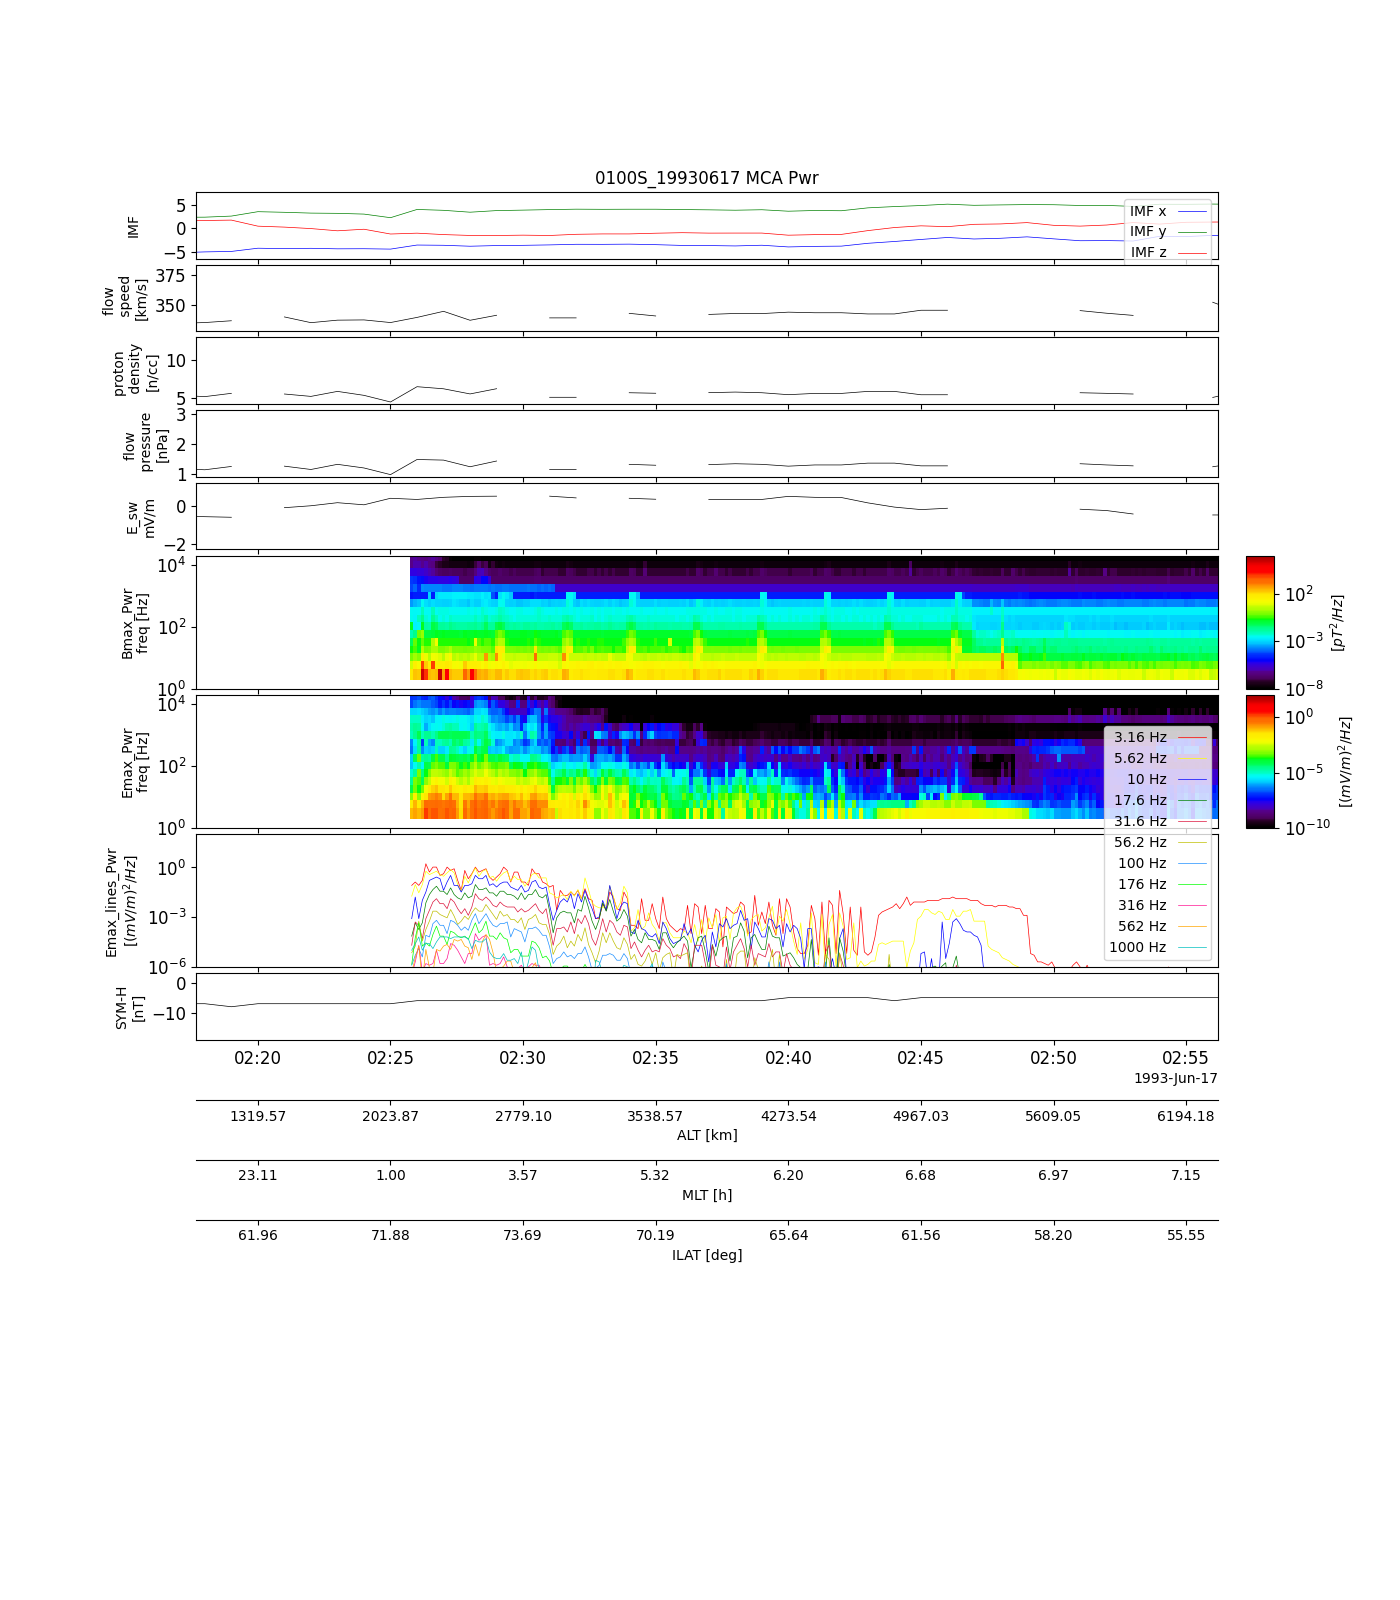 0100S_19930617 MCA Pwr
IMF
5
0
−5
IMF x
IMF y
IMF z
flow
speed
[km/s]
375
350
proton
density
[n/cc]
10
5
flow
pressure
[nPa]
3
2
1
E_sw
mV/m
0
−2
Bmax_Pwr
freq [Hz]
10^4
10^2
10^0
10^2
10^−3
10^−8
[pT^2/Hz]
Emax_Pwr
freq [Hz]
10^4
10^2
10^0
10^0
10^−5
10^−10
[(mV/m)^2/Hz]
3.16 Hz
5.62 Hz
10 Hz
17.6 Hz
31.6 Hz
56.2 Hz
100 Hz
176 Hz
316 Hz
562 Hz
1000 Hz
Emax_lines_Pwr
[(mV/m)^2/Hz]
10^0
10^−3
10^−6
SYM-H
[nT]
0
−10
02:20 02:25 02:30 02:35 02:40 02:45 02:50 02:55
1993-Jun-17
1319.57 2023.87 2779.10 3538.57 4273.54 4967.03 5609.05 6194.18
ALT [km]
23.11 1.00 3.57 5.32 6.20 6.68 6.97 7.15
MLT [h]
61.96 71.88 73.69 70.19 65.64 61.56 58.20 55.55
ILAT [deg]